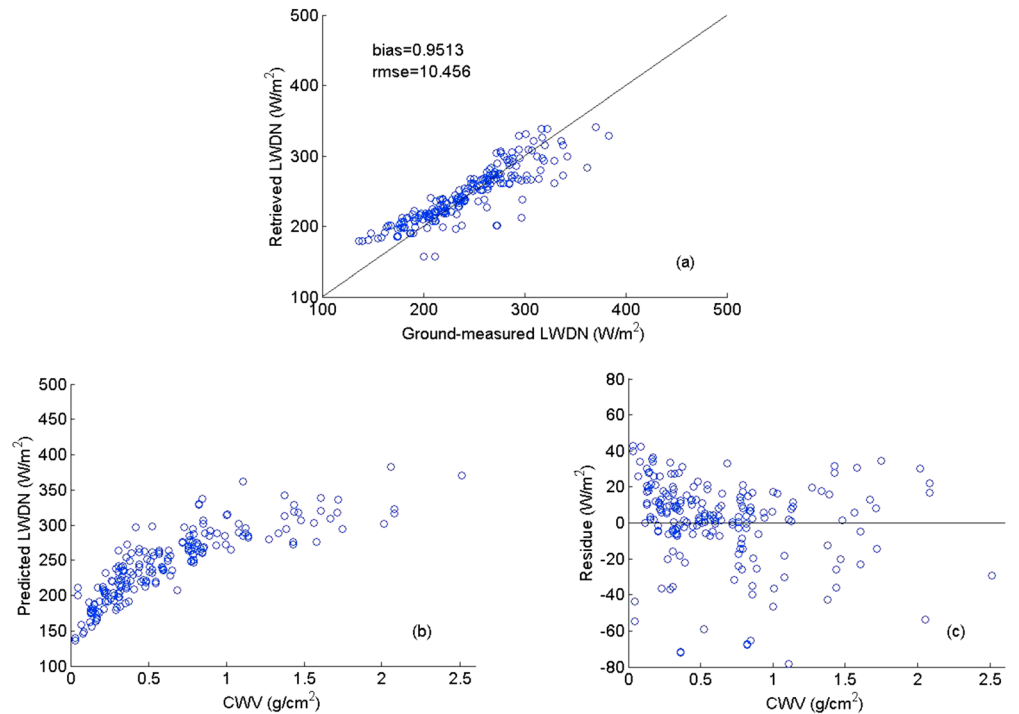 500
400
300
200
100
Retrieved LWDN (W/m²)
bias=0.9513
rmse=10.456
(a)
100 200 300 400 500
Ground-measured LWDN (W/m²)
500
450
400
350
300
250
200
150
100
Predicted LWDN (W/m²)
(b)
0 0.5 1 1.5 2 2.5
CWV (g/cm²)
80
60
40
20
0
-20
-40
-60
-80
Residue (W/m²)
(c)
0 0.5 1 1.5 2 2.5
CWV (g/cm²)